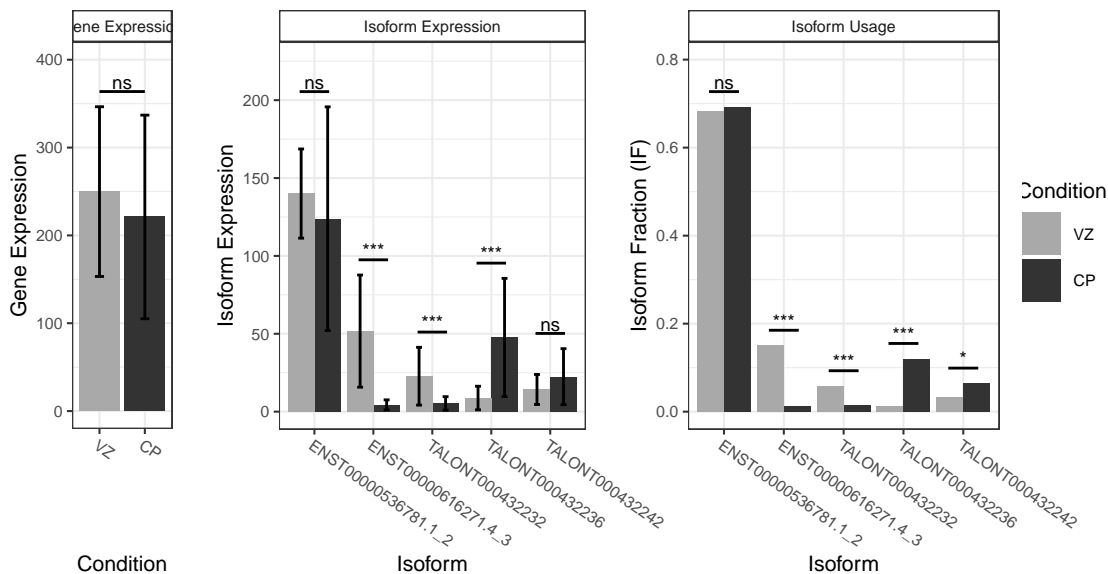 ene Expressio
Isoform Expression
Isoform Usage
Gene Expression
400
300
200
100
0
ns
VZ
CP
Condition
Isoform Expression
200
150
100
50
0
ns
***
***
***
ns
ENST00000536781.1_2
ENST00000616271.4_3
TALONT000432232
TALONT000432236
TALONT000432242
Isoform
Isoform Fraction (IF)
0.8
0.6
0.4
0.2
0.0
ns
***
***
***
*
ENST00000536781.1_2
ENST00000616271.4_3
TALONT000432232
TALONT000432236
TALONT000432242
Isoform
Condition
VZ
CP